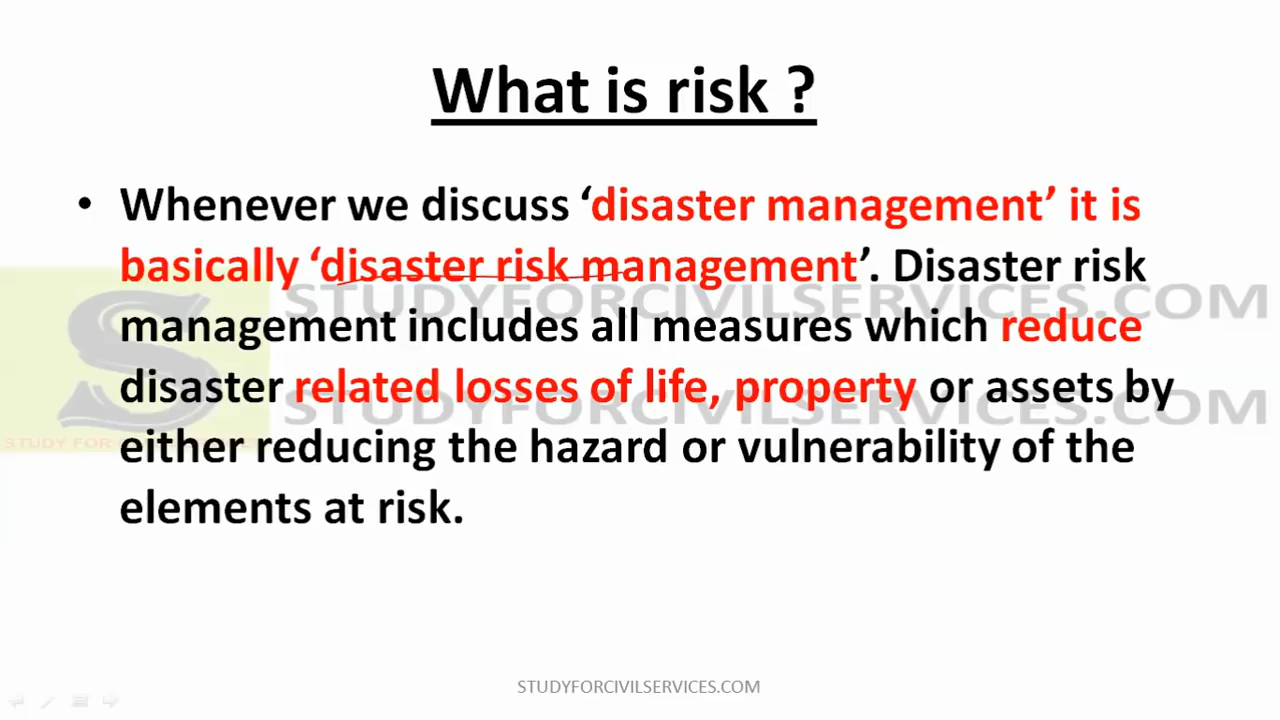 What is risk ?
• Whenever we discuss ‘disaster management’ it is
basically ‘disaster risk management’. Disaster risk
management includes all measures which reduce
disaster related losses of life, property or assets by
either reducing the hazard or vulnerability of the
elements at risk.
STUDYFORCIVILSERVICES.COM
STUDYFORCIVILSERVICES.COM
S
STUDY FOR C
STUDYFORCIVILSERVICES.COM